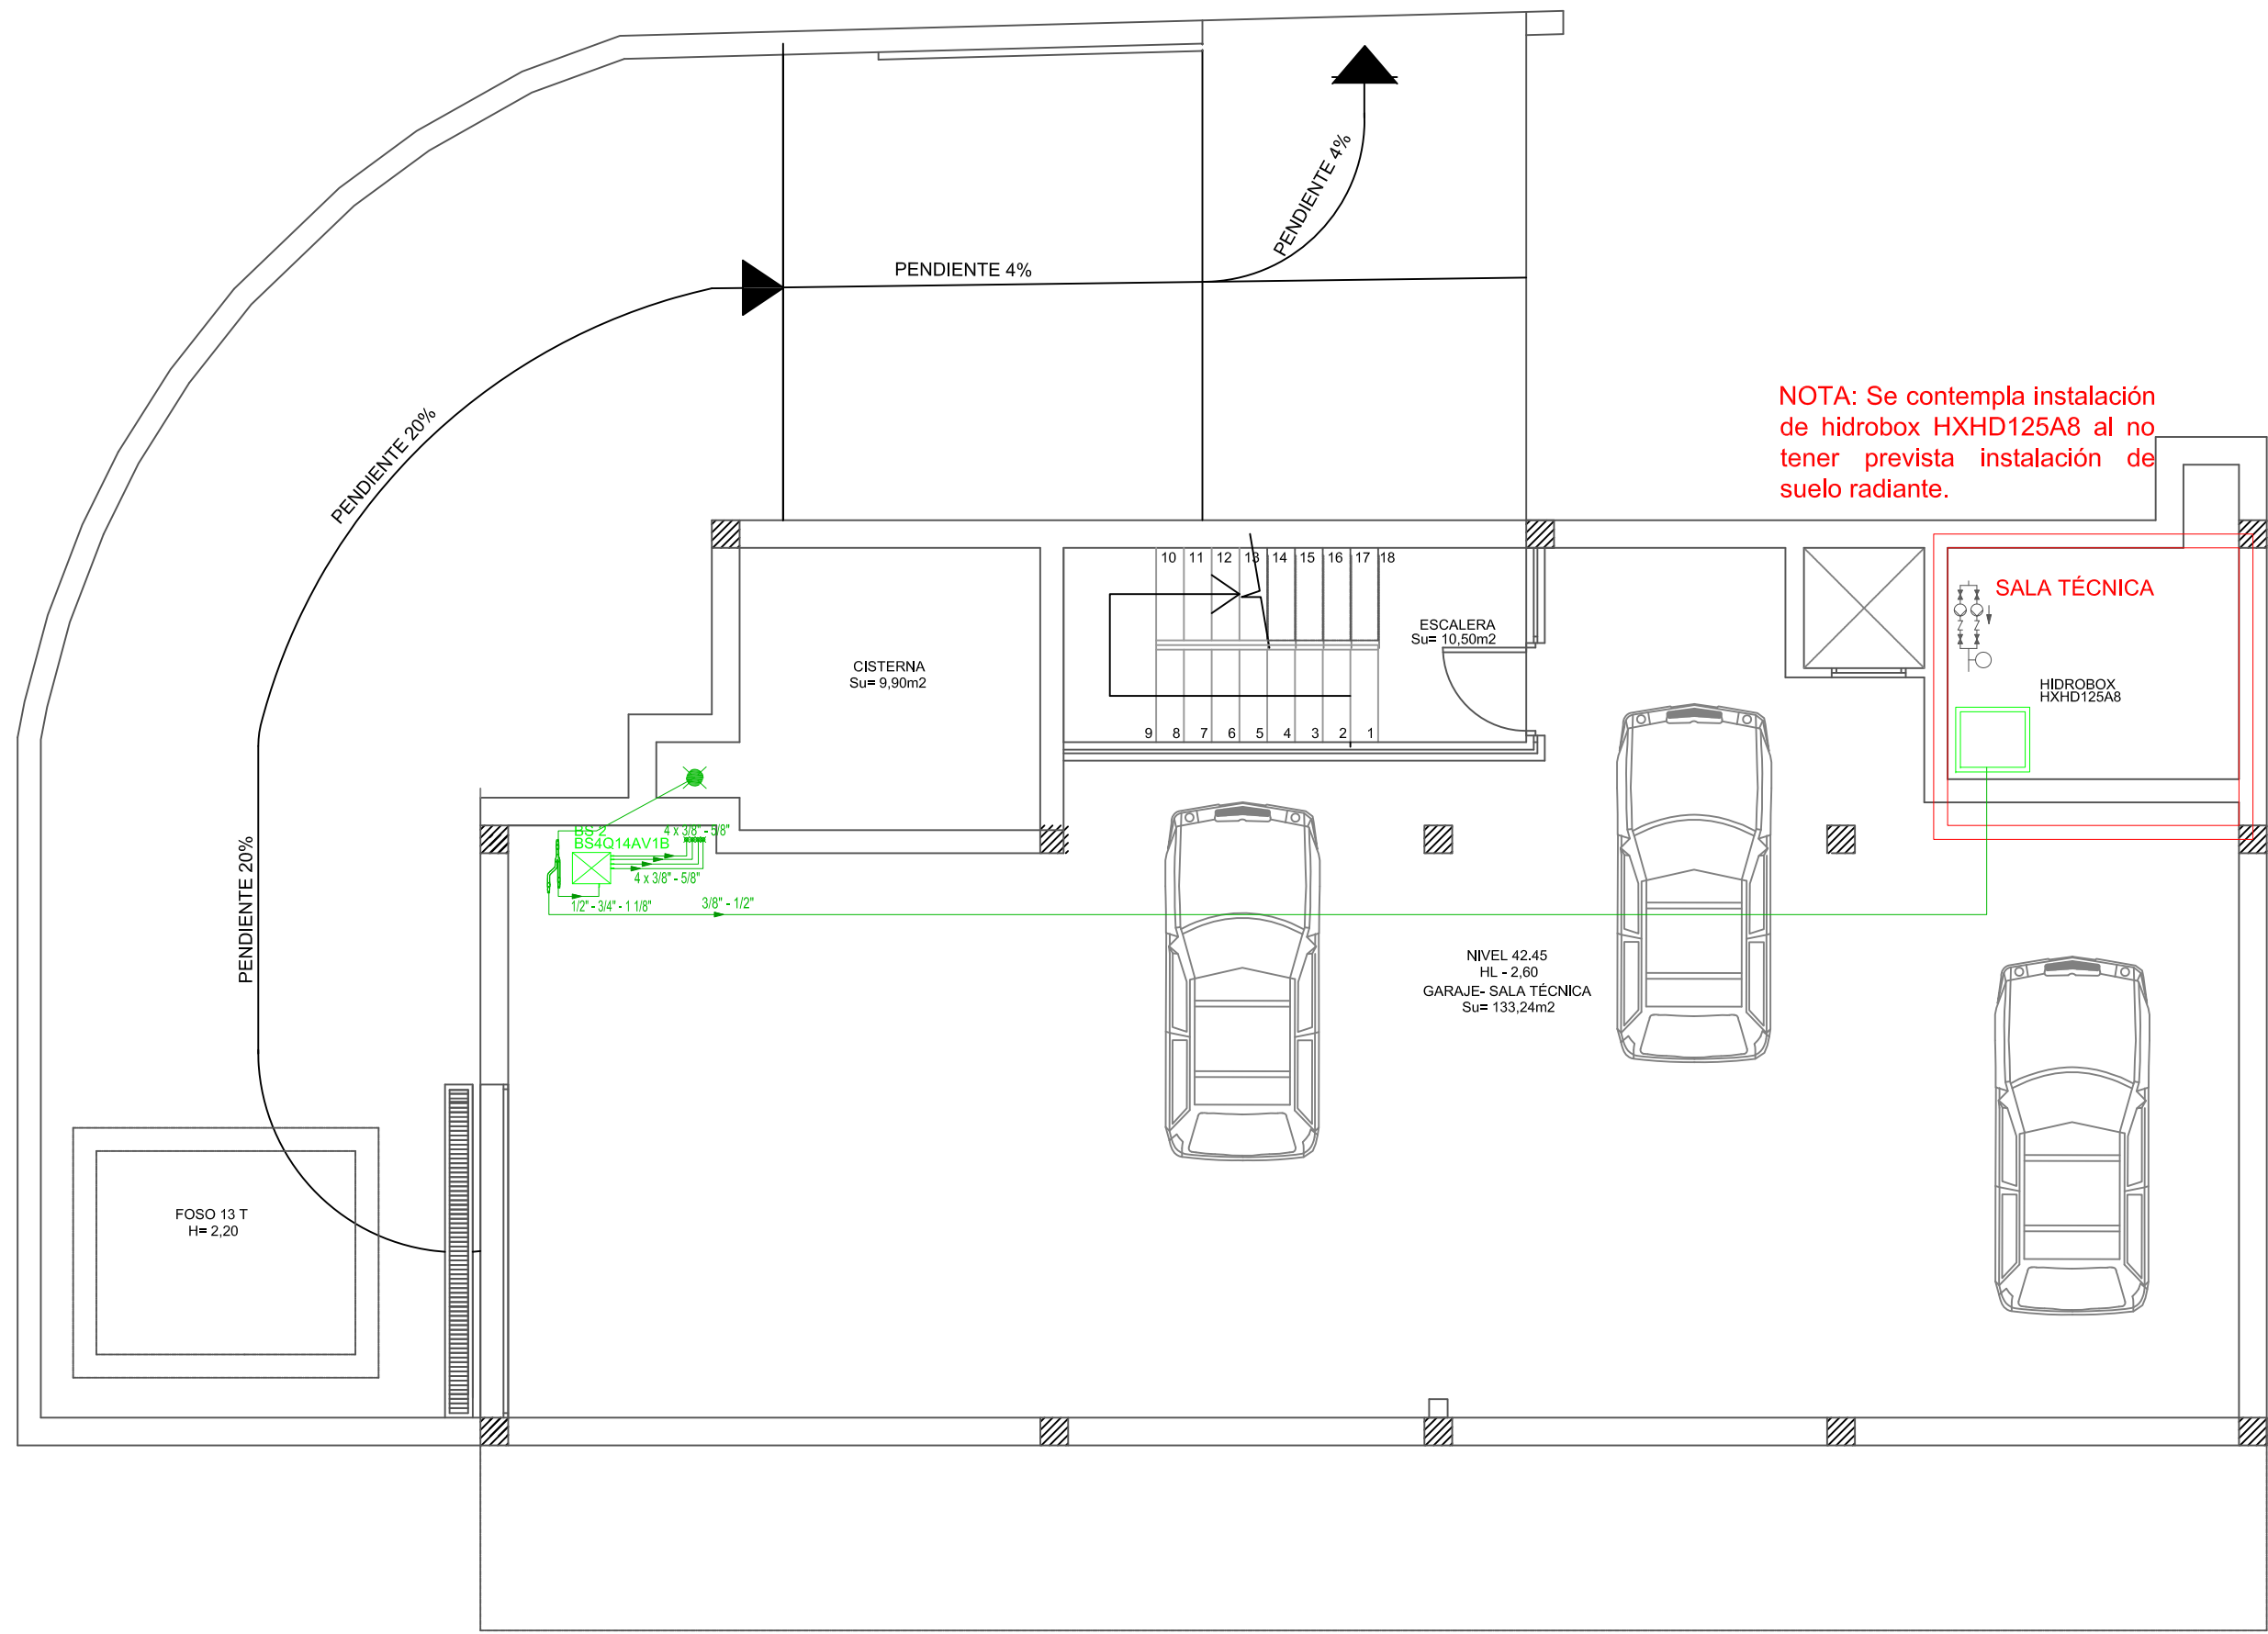 PENDIENTE 4%
PENDIENTE 4%
PENDIENTE 20%
PENDIENTE 20%
NOTA: Se contempla instalación
de hidrobox HXHD125A8 al no
tener prevista instalación de
suelo radiante.
10 11 12 13 14 15 16 17 18
ESCALERA
Su= 10,50m2
9 8 7 6 5 4 3 2 1
CISTERNA
Su= 9,90m2
SALA TÉCNICA
HIDROBOX
HXHD125A8
BS 2
BS4Q14AV1B
4 x 3/8" - 5/8"
4 x 3/8" - 5/8"
1/2" - 3/4" - 1 1/8"
3/8" - 1/2"
NIVEL 42.45
HL - 2,60
GARAJE- SALA TÉCNICA
Su= 133,24m2
FOSO 13 T
H= 2,20